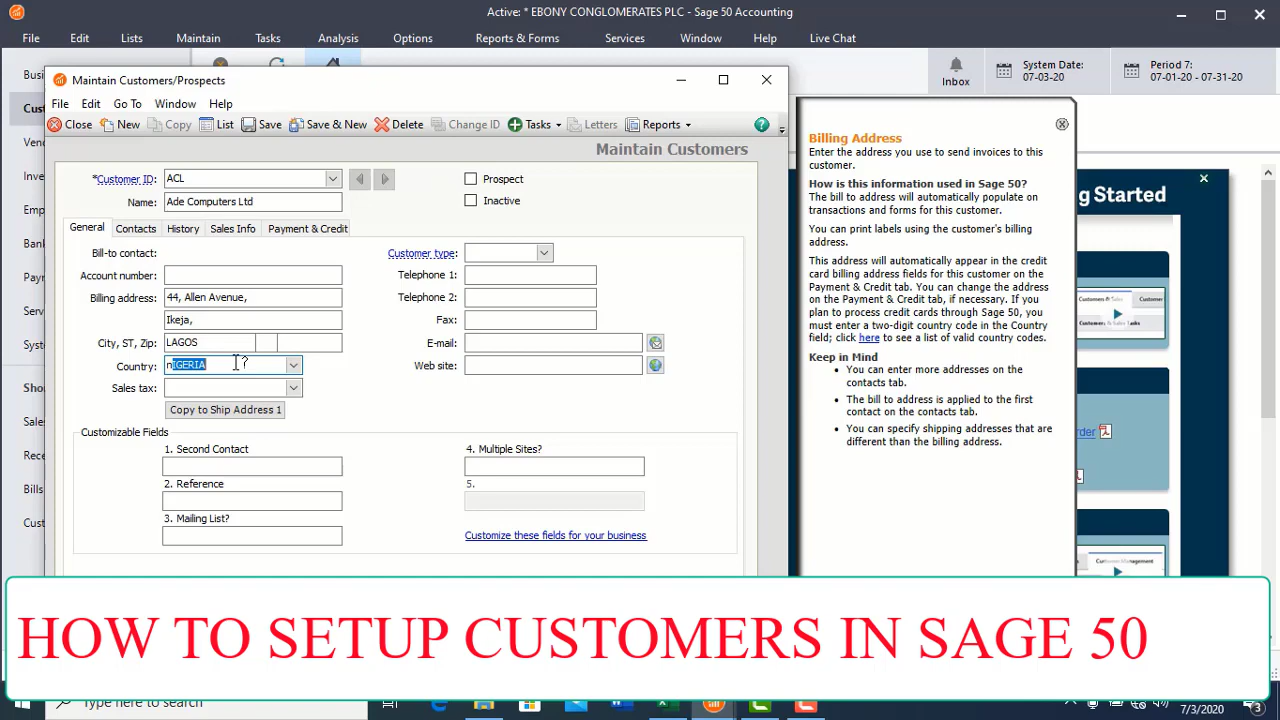 Active: * EBONY CONGLOMERATES PLC - Sage 50 Accounting
File Edit Lists Maintain Tasks Analysis Options Reports & Forms Services Window Help Live Chat
Inbox
System Date:
07-03-20
Period 7:
07-01-20 - 07-31-20
Maintain Customers/Prospects
File Edit Go To Window Help
Close New Copy List Save Save & New Delete Change ID Tasks Letters Reports
Maintain Customers
*Customer ID: ACL
Prospect
Name: Ade Computers Ltd
Inactive
General Contacts History Sales Info Payment & Credit
Bill-to contact:
Account number:
Billing address: 44, Allen Avenue,
Ikeja,
City, ST, Zip: LAGOS
Country: nIGERIA
Sales tax:
Copy to Ship Address 1
Customer type:
Telephone 1:
Telephone 2:
Fax:
E-mail:
Web site:
Customizable Fields
1. Second Contact
2. Reference
3. Mailing List?
4. Multiple Sites?
5.
Customize these fields for your business
Billing Address
Enter the address you use to send invoices to this
customer.
How is this information used in Sage 50?
The bill to address will automatically populate on
transactions and forms for this customer.
You can print labels using the customer's billing
address.
This address will automatically appear in the credit
card billing address fields for this customer on the
Payment & Credit tab. You can change the address
on the Payment & Credit tab, if necessary. If you
plan to process credit cards through Sage 50, you
must enter a two-digit country code in the Country
field; click here to see a list of valid country codes.
Keep in Mind
You can enter more addresses on the
contacts tab.
The bill to address is applied to the first
contact on the contacts tab.
You can specify shipping addresses that are
different than the billing address.
g Started
HOW TO SETUP CUSTOMERS IN SAGE 50
Type here to search
7/3/2020
3